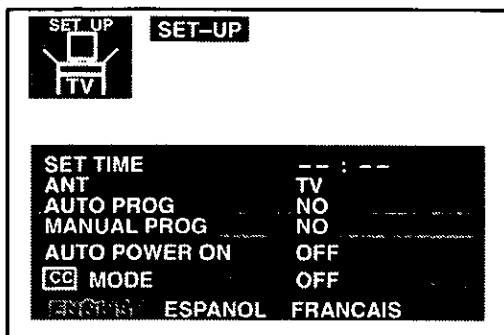 SET UP
TV
SET–UP
SET TIME – – : – –
ANT TV
AUTO PROG NO
MANUAL PROG NO
AUTO POWER ON OFF
CC MODE OFF
ENGLISH ESPANOL FRANCAIS